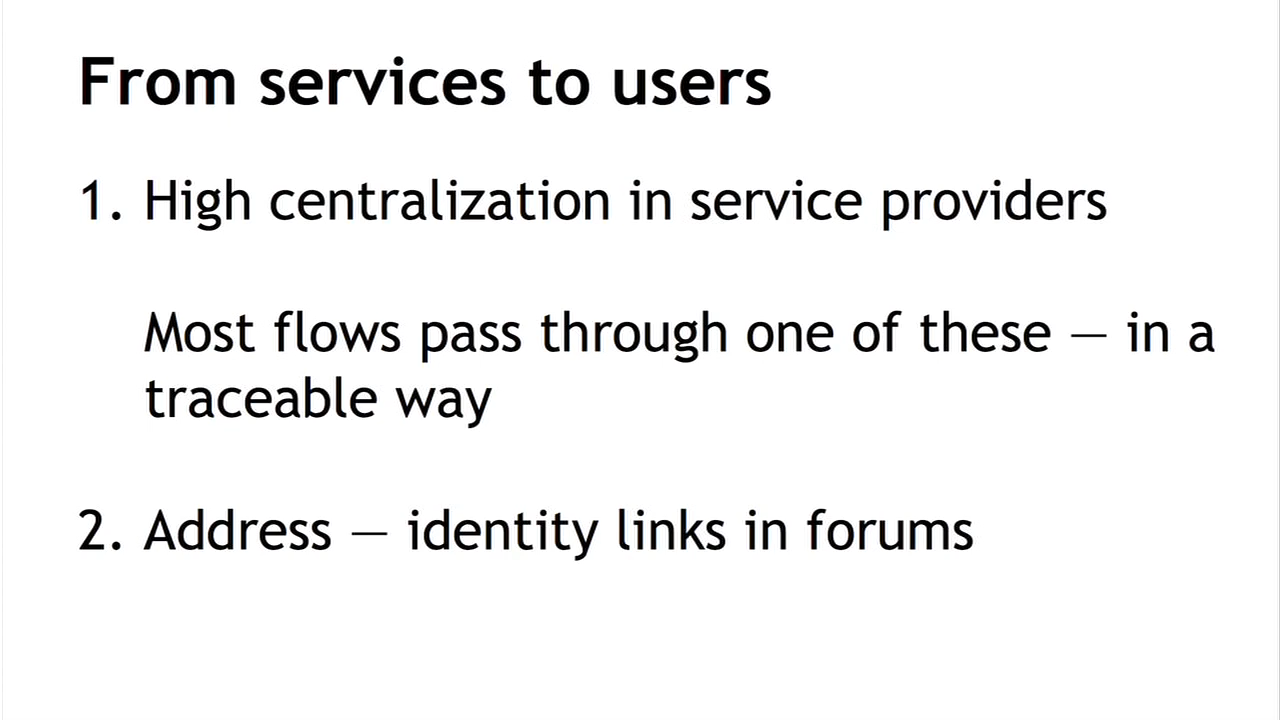 From services to users
1. High centralization in service providers
Most flows pass through one of these — in a
traceable way
2. Address — identity links in forums